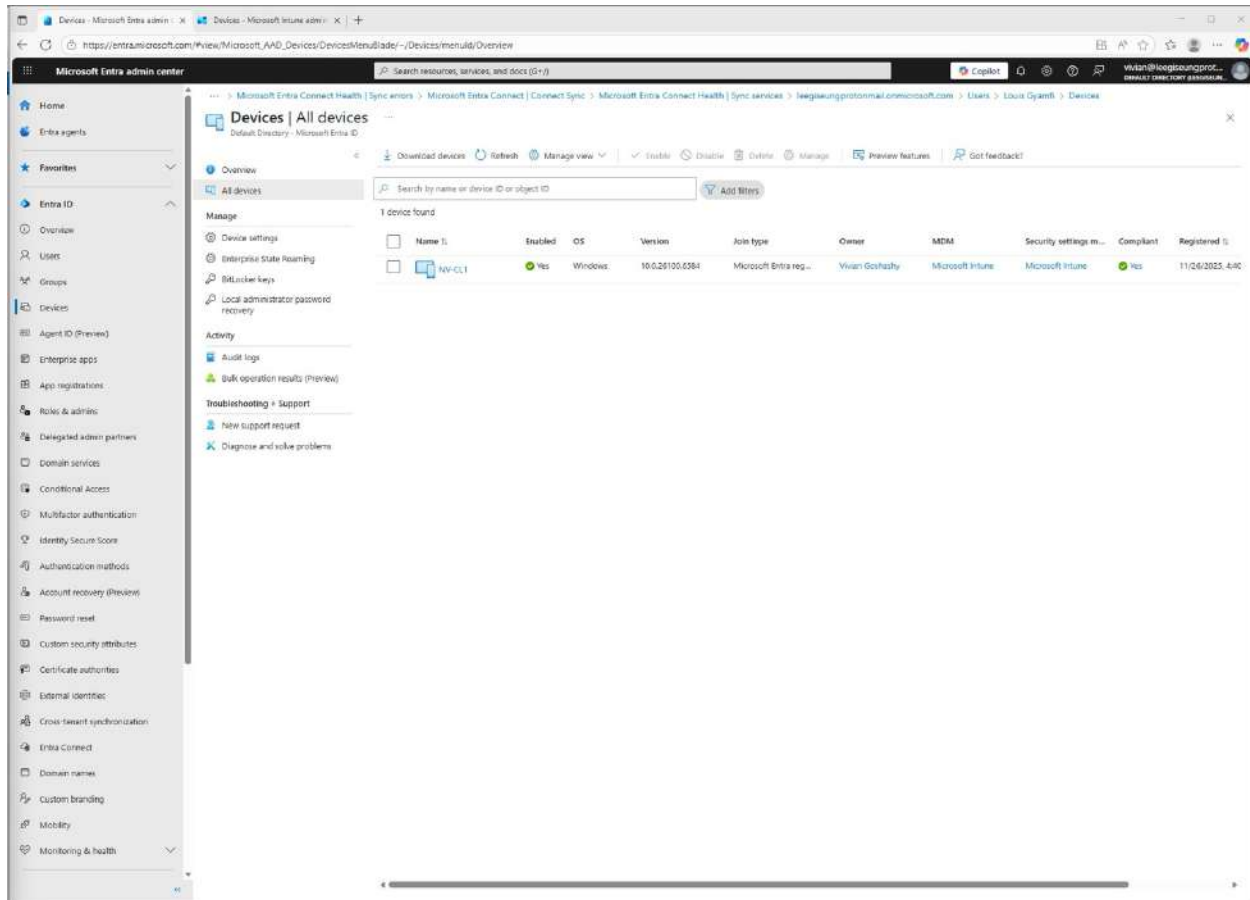 Devices - Microsoft Entra admin
Devices - Microsoft Intune admin
https://entra.microsoft.com/#view/Microsoft_AAD_Devices/DevicesMenuBlade/~/Devices/menuId/Overview
Microsoft Entra admin center
Search resources, services, and docs (G+/)
Copilot
vivian@leegiseungprot...
Microsoft Entra Connect Health | Sync errors > Microsoft Entra Connect | Connect Sync > Microsoft Entra Connect Health | Sync services > leegiseungprotonmail.onmicrosoft.com > Users > Louis Gyamfi > Devices
Devices | All devices
Default Directory - Microsoft Entra ID
Download devices
Refresh
Manage view
Enable
Disable
Delete
Manage
Preview features
Got feedback?
Search by name or device ID or object ID
Add filters
1 device found
Name
Enabled
OS
Version
Join type
Owner
MDM
Security settings m...
Compliant
Registered
NV-CL1
Yes
Windows
10.0.26100.6584
Microsoft Entra reg...
Vivian Goshashy
Microsoft Intune
Microsoft Intune
Yes
11/26/2025, 4:40
Overview
All devices
Manage
Device settings
Enterprise State Roaming
BitLocker keys
Local administrator password
recovery
Activity
Audit logs
Bulk operation results (Preview)
Troubleshooting + Support
New support request
Diagnose and solve problems
Home
Entra agents
Favorites
Entra ID
Overview
Users
Groups
Devices
Agent ID (Preview)
Enterprise apps
App registrations
Roles & admins
Delegated admin partners
Domain services
Conditional Access
Multifactor authentication
Identity Secure Score
Authentication methods
Account recovery (Preview)
Password reset
Custom security attributes
Certificate authorities
External Identities
Cross-tenant synchronization
Entra Connect
Domain names
Custom branding
Mobility
Monitoring & health